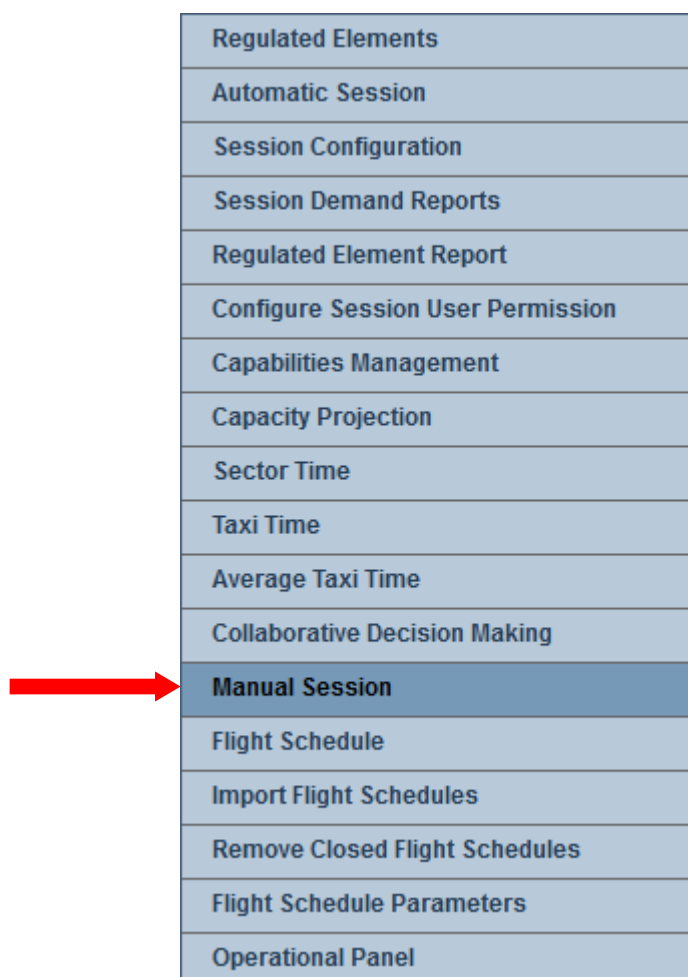 Regulated Elements
Automatic Session
Session Configuration
Session Demand Reports
Regulated Element Report
Configure Session User Permission
Capabilities Management
Capacity Projection
Sector Time
Taxi Time
Average Taxi Time
Collaborative Decision Making
Manual Session
Flight Schedule
Import Flight Schedules
Remove Closed Flight Schedules
Flight Schedule Parameters
Operational Panel